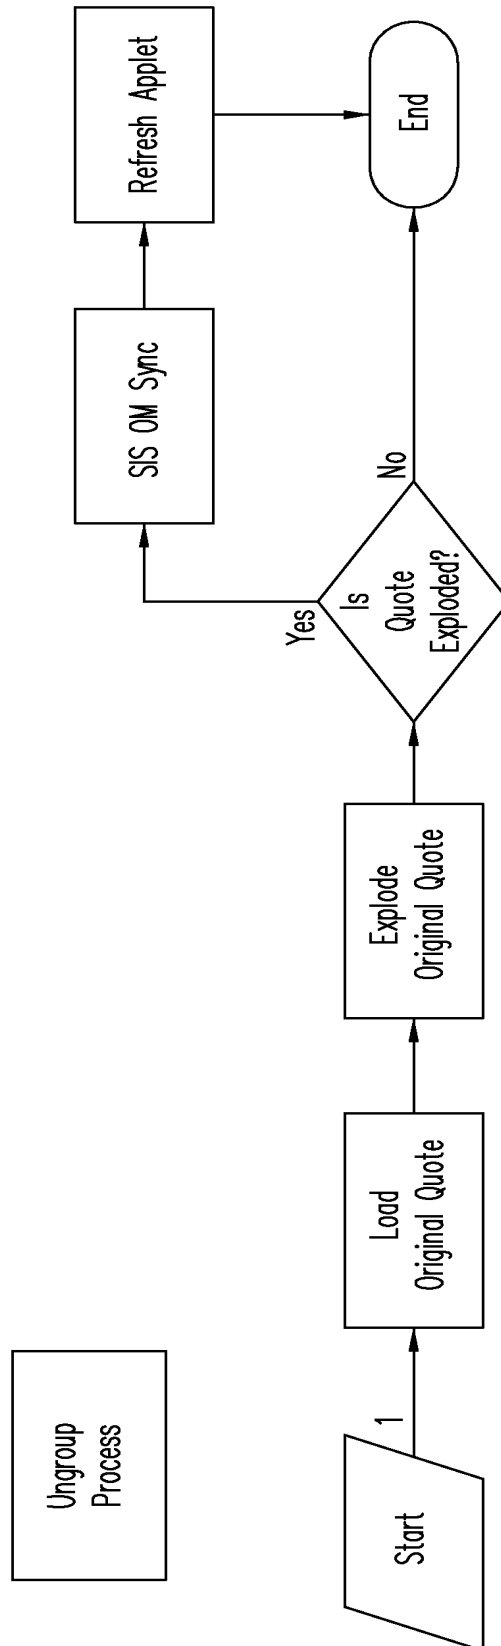 Ungroup
Process
Start
1
Load
Original Quote
Explode
Original Quote
Is
Quote
Exploded?
Yes
No
SIS OM Sync
Refresh Applet
End